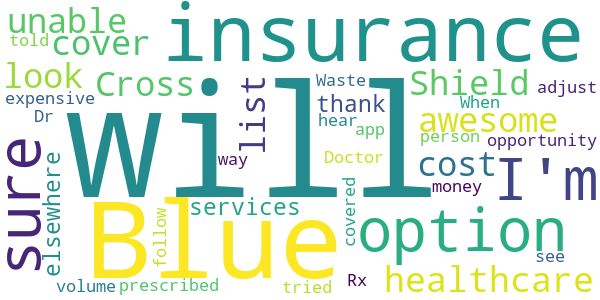 unable
insurance
told
cover
look
Cross
Shield
Waste
adjust
expensive
list
thank
When
Dr
hear
awesome
will
app
person
opportunity
sure
way
Doctor
cost
I'm
elsewhere
money
Blue
services
option
covered
follow
see
volume
prescribed
tried
Rx
healthcare